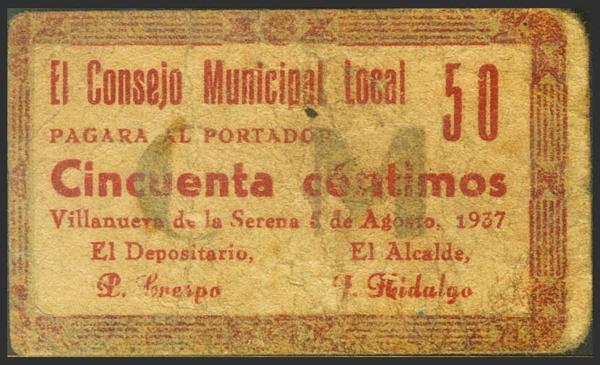 El Consejo Municipal Local
50
PAGARA AL PORTADOR
Cincuenta céntimos
Villanueva de la Serena 5 de Agosto, 1937
El Depositario, El Alcalde,
P. Crespo J. Hidalgo
C M